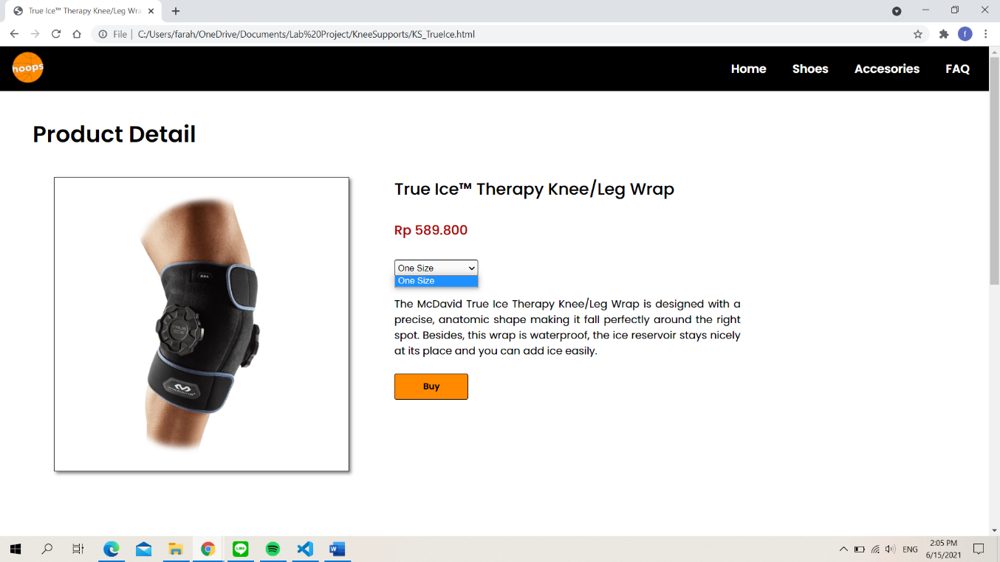 True Ice™ Therapy Knee/Leg Wra
File
C:/Users/farah/OneDrive/Documents/Lab%20Project/KneeSupports/KS_TrueIce.html
f
hoops
Home
Shoes
Accesories
FAQ
Product Detail
True Ice™ Therapy Knee/Leg Wrap
Rp 589.800
One Size
One Size
The McDavid True Ice Therapy Knee/Leg Wrap is designed with a
precise, anatomic shape making it fall perfectly around the right
spot. Besides, this wrap is waterproof, the ice reservoir stays nicely
at its place and you can add ice easily.
Buy
TRUE
ICE
LINE
W
ENG
2:05 PM
6/15/2021